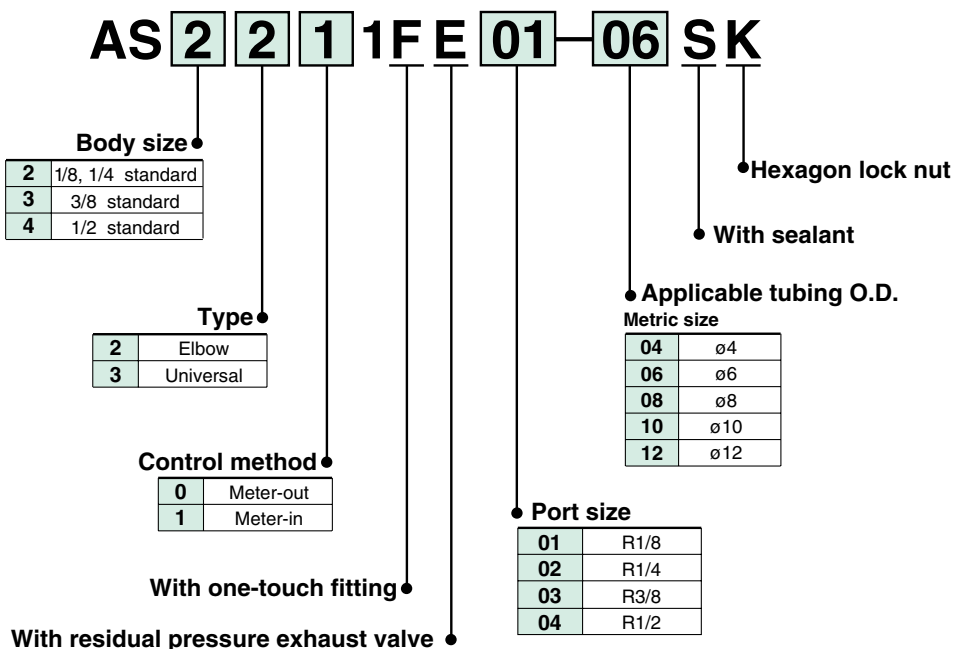 AS 2 2 1 1F E 01-06 S K
Body size
2 1/8, 1/4 standard
3 3/8 standard
4 1/2 standard
Type
2 Elbow
3 Universal
Control method
0 Meter-out
1 Meter-in
With one-touch fitting
With residual pressure exhaust valve
Hexagon lock nut
With sealant
Applicable tubing O.D.
Metric size
04 ø4
06 ø6
08 ø8
10 ø10
12 ø12
Port size
01 R1/8
02 R1/4
03 R3/8
04 R1/2